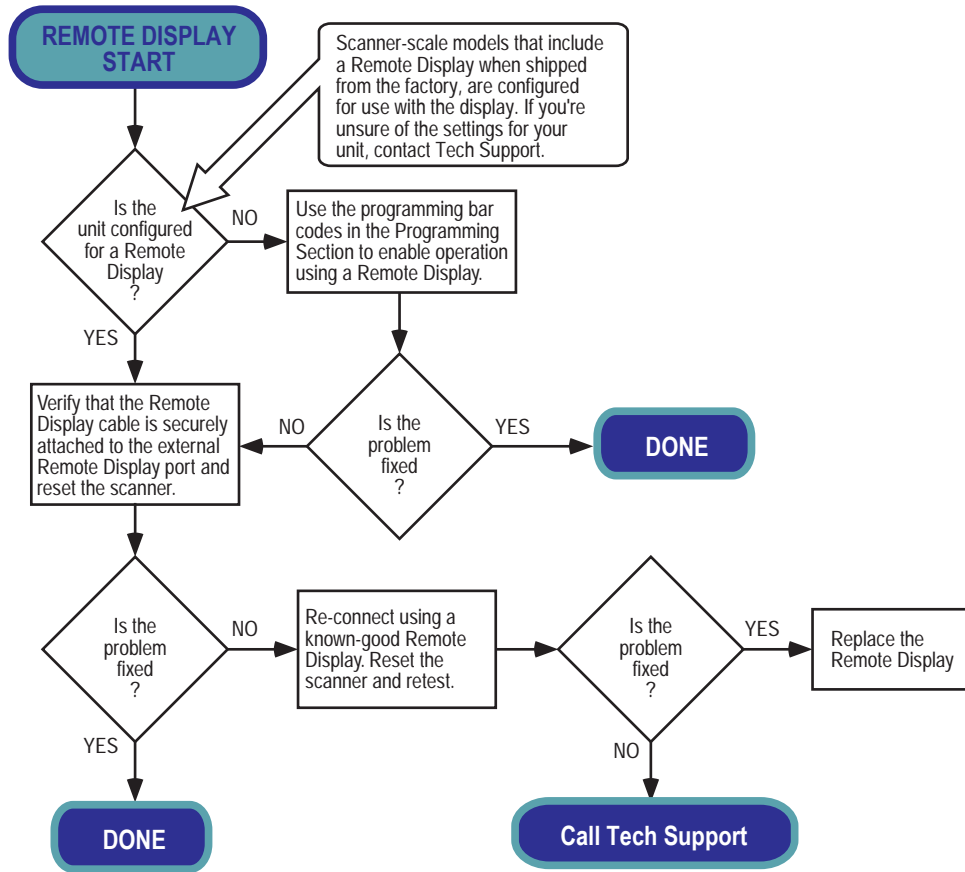 REMOTE DISPLAY
START
Scanner-scale models that include
a Remote Display when shipped
from the factory, are configured
for use with the display. If you're
unsure of the settings for your
unit, contact Tech Support.
Is the
unit configured
for a Remote
Display
?
NO
Use the programming bar
codes in the Programming
Section to enable operation
using a Remote Display.
YES
Verify that the Remote
Display cable is securely
attached to the external
Remote Display port and
reset the scanner.
NO
Is the
problem
fixed
?
YES
DONE
Is the
problem
fixed
?
NO
Re-connect using a
known-good Remote
Display. Reset the
scanner and retest.
Is the
problem
fixed
?
YES
Replace the
Remote Display
YES
NO
DONE
Call Tech Support